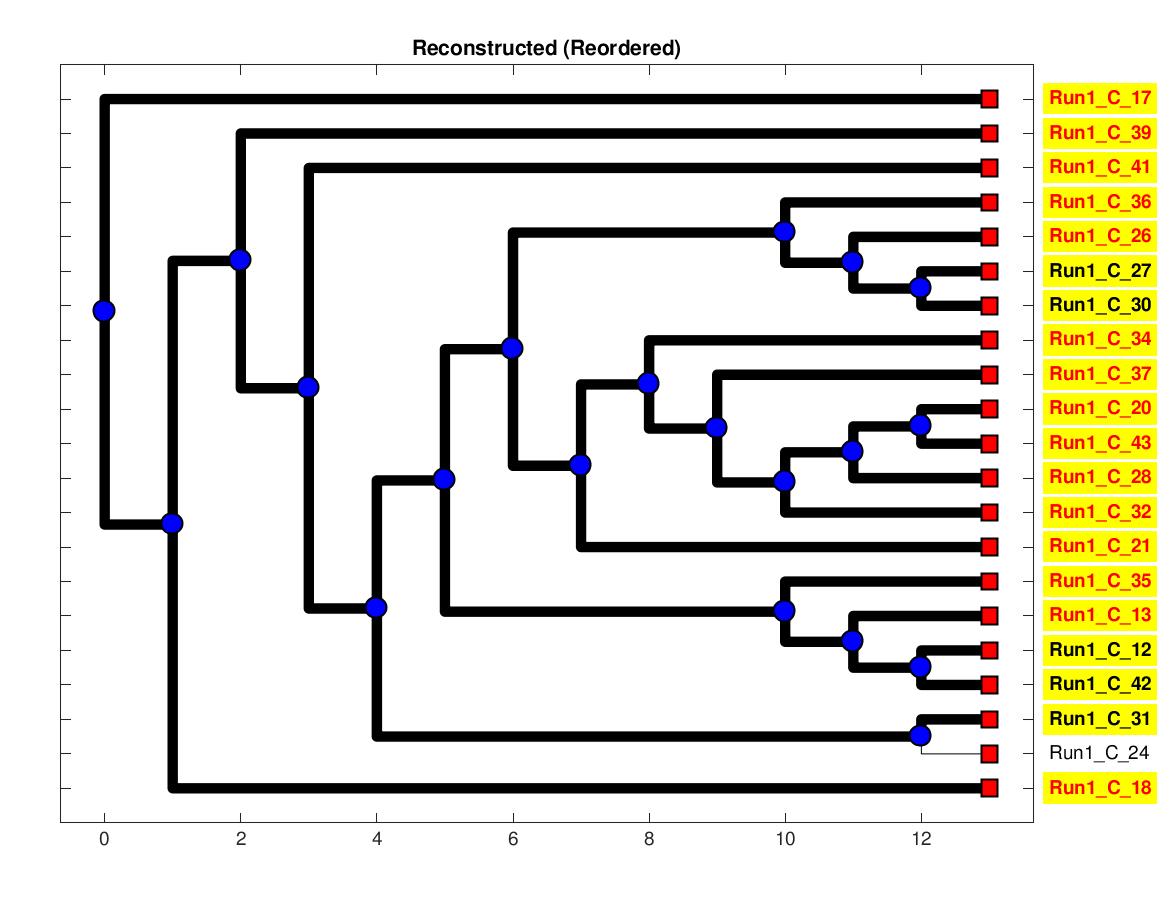 Reconstructed (Reordered)
Run1_C_17
Run1_C_39
Run1_C_41
Run1_C_36
Run1_C_26
Run1_C_27
Run1_C_30
Run1_C_34
Run1_C_37
Run1_C_20
Run1_C_43
Run1_C_28
Run1_C_32
Run1_C_21
Run1_C_35
Run1_C_13
Run1_C_12
Run1_C_42
Run1_C_31
Run1_C_24
Run1_C_18
0 2 4 6 8 10 12